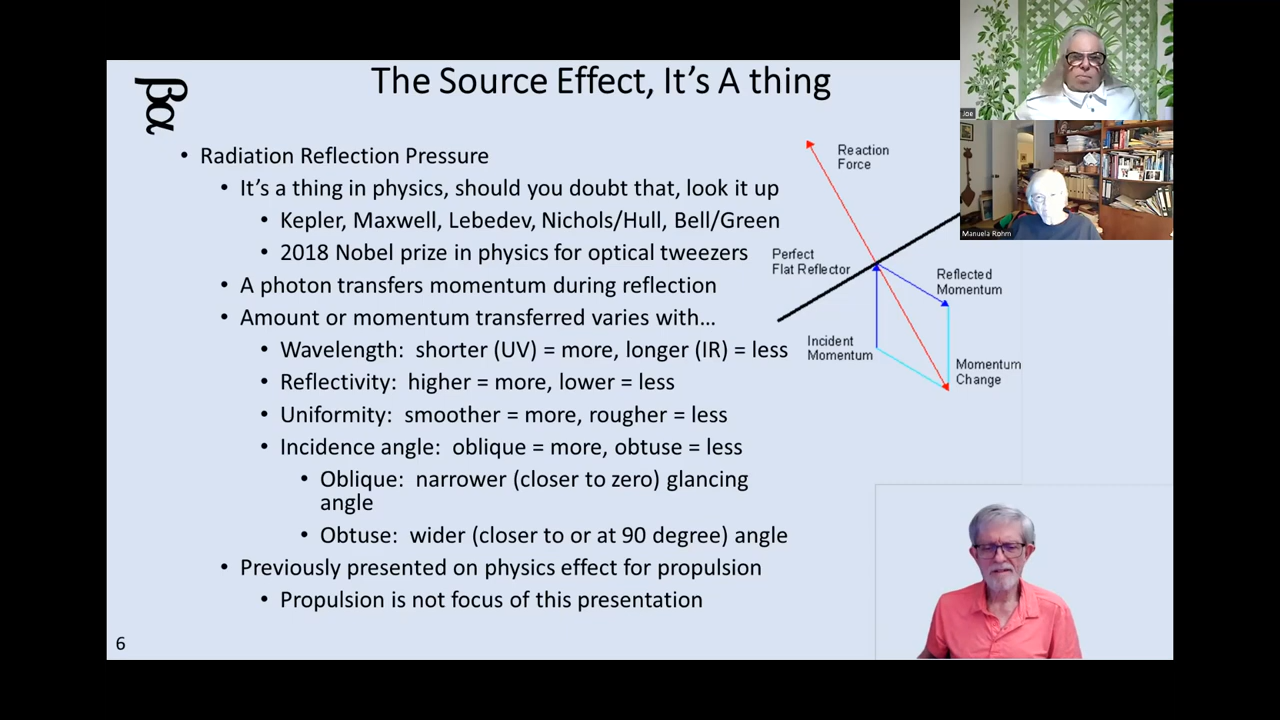 βα
The Source Effect, It's A thing
• Radiation Reflection Pressure
• It's a thing in physics, should you doubt that, look it up
• Kepler, Maxwell, Lebedev, Nichols/Hull, Bell/Green
• 2018 Nobel prize in physics for optical tweezers
• A photon transfers momentum during reflection
• Amount or momentum transferred varies with…
• Wavelength: shorter (UV) = more, longer (IR) = less
• Reflectivity: higher = more, lower = less
• Uniformity: smoother = more, rougher = less
• Incidence angle: oblique = more, obtuse = less
• Oblique: narrower (closer to zero) glancing
angle
• Obtuse: wider (closer to or at 90 degree) angle
• Previously presented on physics effect for propulsion
• Propulsion is not focus of this presentation
6
Reaction
Force
Perfect
Flat Reflector
Reflected
Momentum
Incident
Momentum
Momentum
Change
Joe
Manuela Rohm